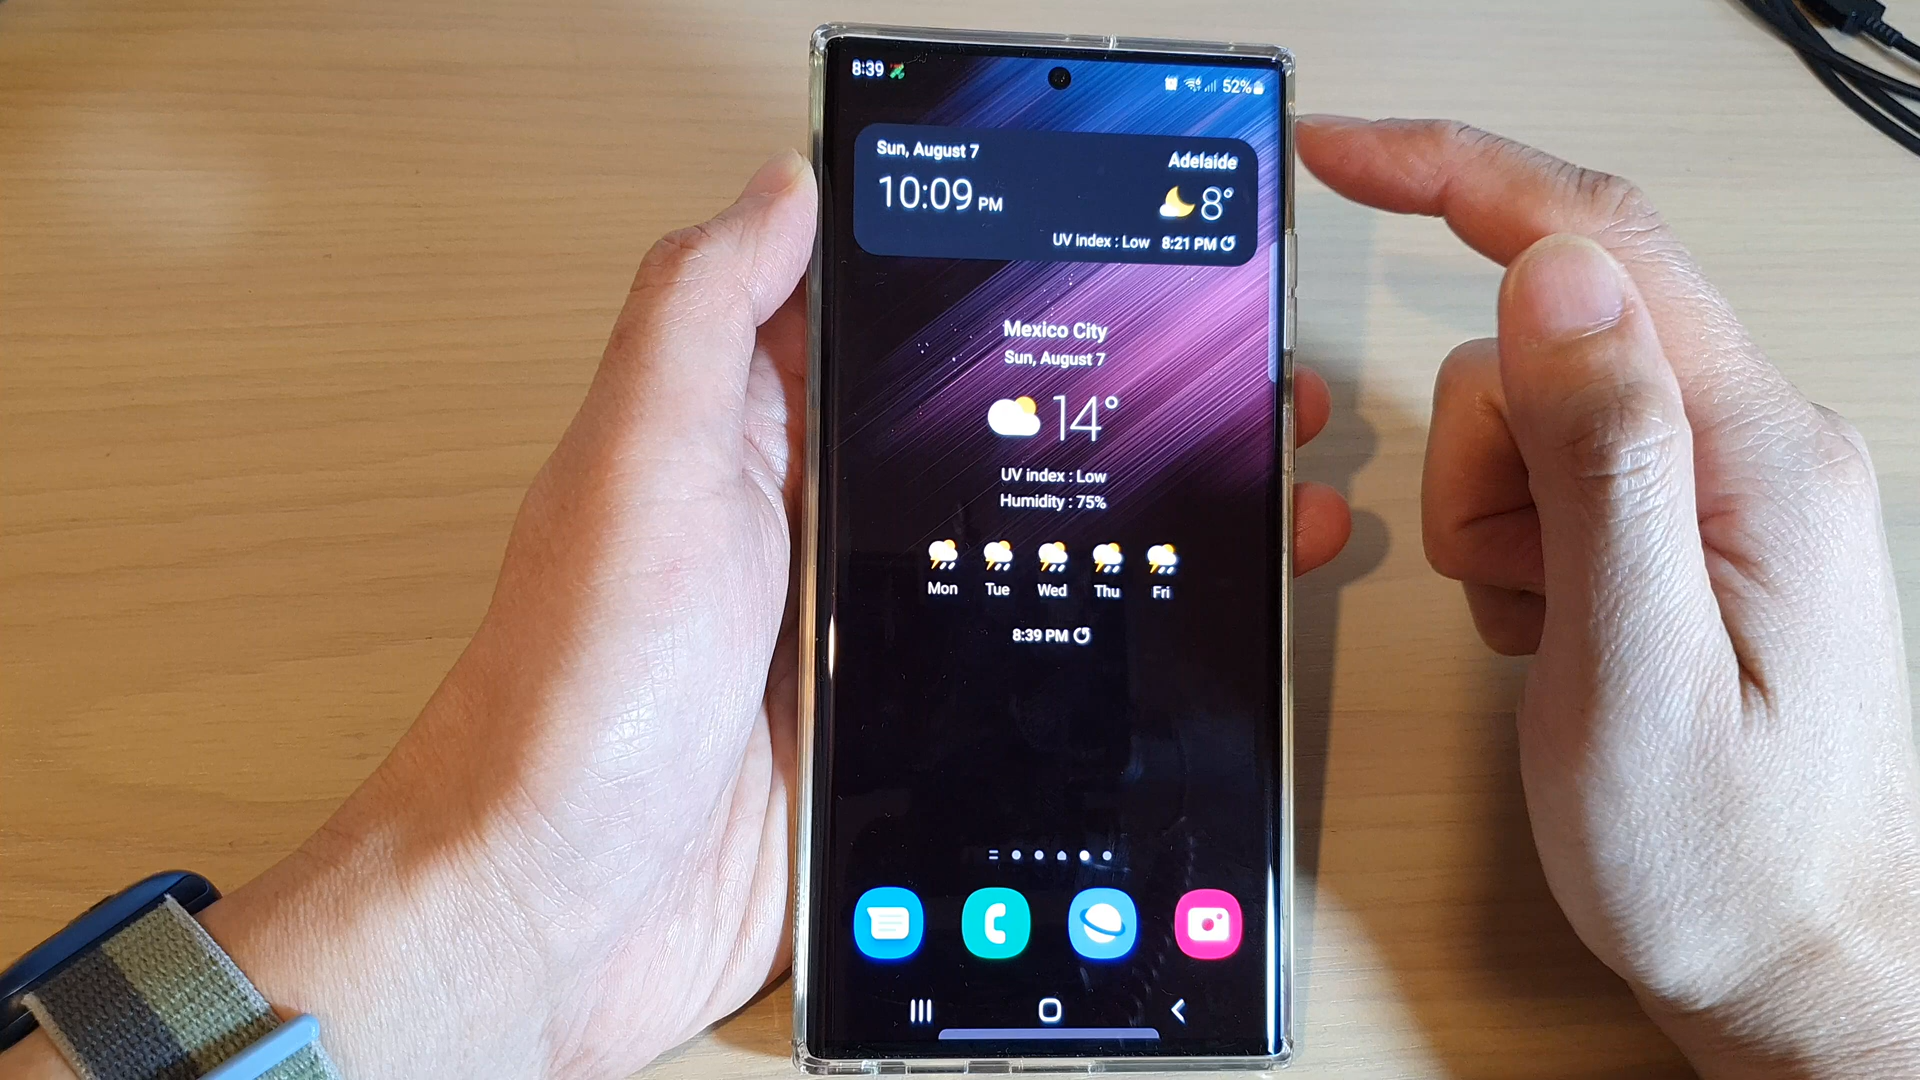 8:39
52%
Sun, August 7
Adelaide
10:09 PM
8°
UV index : Low 8:21 PM
Mexico City
Sun, August 7
14°
UV index : Low
Humidity : 75%
Mon Tue Wed Thu Fri
8:39 PM